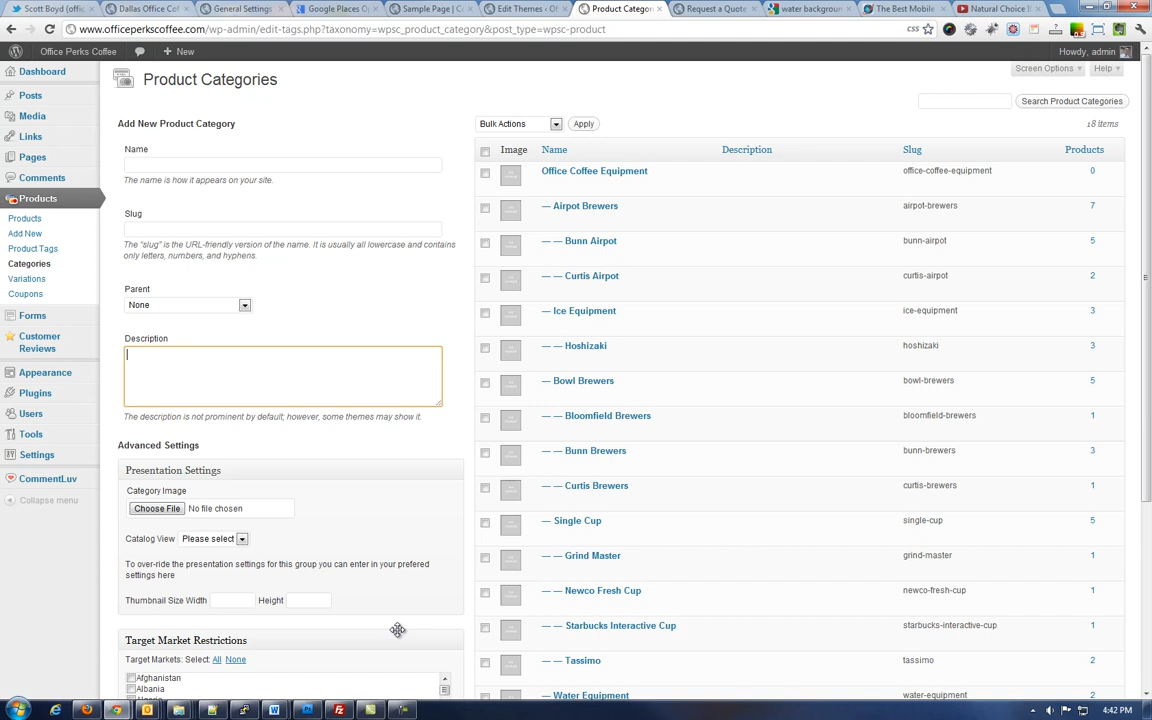 Scott Boyd (offic
Dallas Office Cof
General Settings
Google Places Op
Sample Page | Co
Edit Themes ‹ Of
Product Categor
Request a Quote
water backgroun
The Best Mobile
Natural Choice I
www.officeperkscoffee.com/wp-admin/edit-tags.php?taxonomy=wpsc_product_category&post_type=wpsc-product
css
Office Perks Coffee
+ New
Howdy, admin
Dashboard
Posts
Media
Links
Pages
Comments
Products
Products
Add New
Product Tags
Categories
Variations
Coupons
Forms
Customer
Reviews
Appearance
Plugins
Users
Tools
Settings
CommentLuv
Collapse menu
Product Categories
Screen Options
Help
Search Product Categories
Add New Product Category
Name
The name is how it appears on your site.
Slug
The “slug” is the URL-friendly version of the name. It is usually all lowercase and contains
only letters, numbers, and hyphens.
Parent
None
Description
The description is not prominent by default; however, some themes may show it.
Advanced Settings
Presentation Settings
Category Image
Choose File No file chosen
Catalog View Please select
To over-ride the presentation settings for this group you can enter in your prefered
settings here
Thumbnail Size Width Height
Target Market Restrictions
Target Markets: Select: All None
Afghanistan
Albania
Bulk Actions Apply 18 items
Image Name Description Slug Products
Office Coffee Equipment office-coffee-equipment 0
— Airpot Brewers airpot-brewers 7
— — Bunn Airpot bunn-airpot 5
— — Curtis Airpot curtis-airpot 2
— Ice Equipment ice-equipment 3
— — Hoshizaki hoshizaki 3
— Bowl Brewers bowl-brewers 5
— — Bloomfield Brewers bloomfield-brewers 1
— — Bunn Brewers bunn-brewers 3
— — Curtis Brewers curtis-brewers 1
— Single Cup single-cup 5
— — Grind Master grind-master 1
— — Newco Fresh Cup newco-fresh-cup 1
— — Starbucks Interactive Cup starbucks-interactive-cup 1
— — Tassimo tassimo 2
— Water Equipment water-equipment 2
4:42 PM